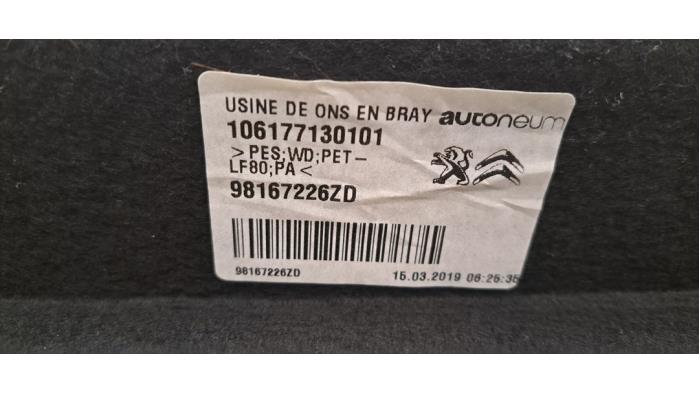 USINE DE ONS EN BRAY autoneum
106177130101
>PES;WD;PET-
LF80;PA<
98167226ZD
98167226ZD 15.03.2019 06:25:35